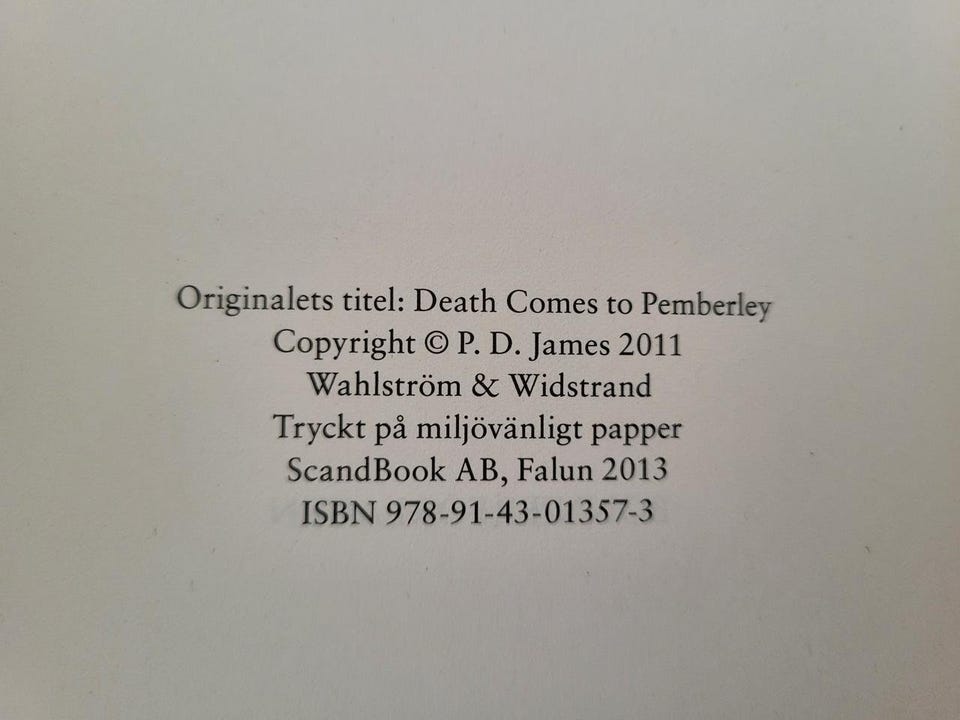 Originalets titel: Death Comes to Pemberley
Copyright © P. D. James 2011
Wahlström & Widstrand
Tryckt på miljövänligt papper
ScandBook AB, Falun 2013
ISBN 978-91-43-01357-3